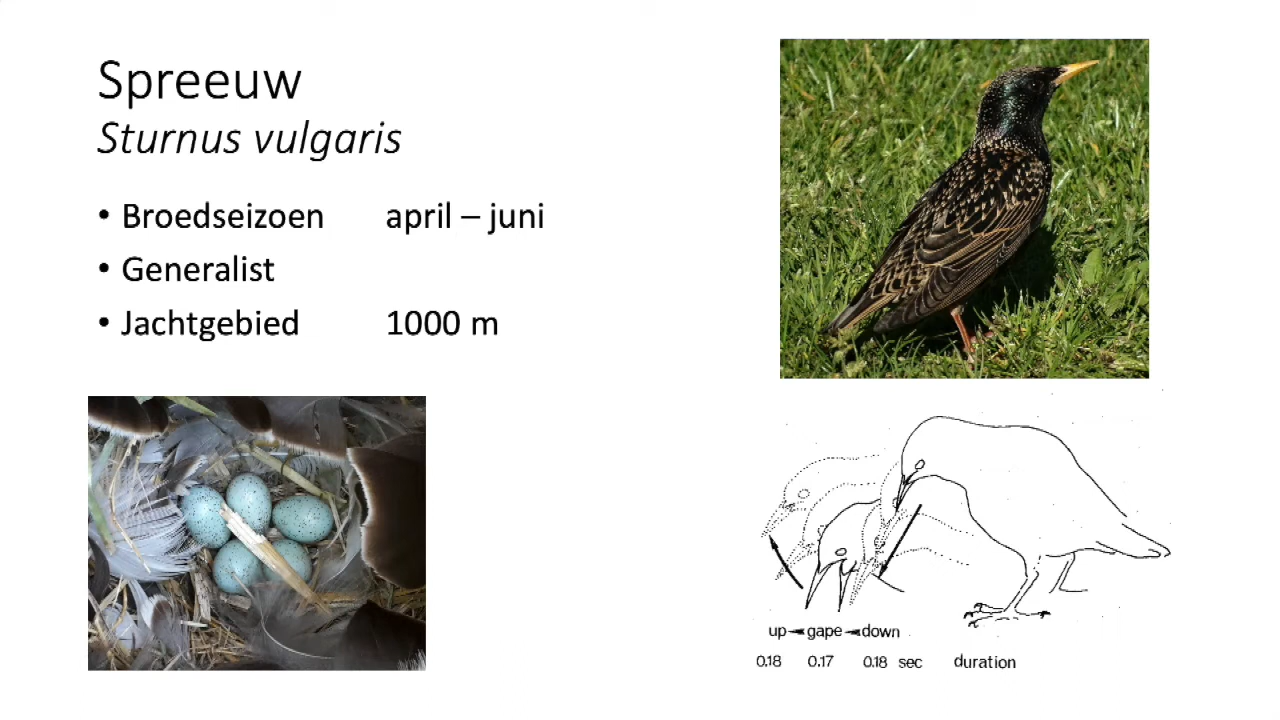 Spreeuw
Sturnus vulgaris
• Broedseizoen april – juni
• Generalist
• Jachtgebied 1000 m
up gape down
0.18 0.17 0.18 sec duration